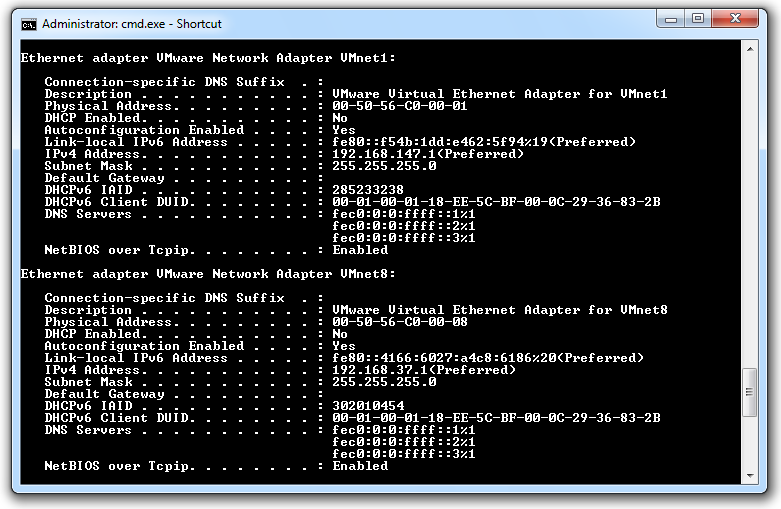 Administrator: cmd.exe - Shortcut
Ethernet adapter VMware Network Adapter VMnet1:
Connection-specific DNS Suffix  . :
Description . . . . . . . . . . . : VMware Virtual Ethernet Adapter for VMnet1
Physical Address. . . . . . . . . : 00-50-56-C0-00-01
DHCP Enabled. . . . . . . . . . . : No
Autoconfiguration Enabled . . . . : Yes
Link-local IPv6 Address . . . . . : fe80::f54b:1dd:e462:5f94%19(Preferred)
IPv4 Address. . . . . . . . . . . : 192.168.147.1(Preferred)
Subnet Mask . . . . . . . . . . . : 255.255.255.0
Default Gateway . . . . . . . . . :
DHCPv6 IAID . . . . . . . . . . . : 285233238
DHCPv6 Client DUID. . . . . . . . : 00-01-00-01-18-EE-5C-BF-00-0C-29-36-83-2B
DNS Servers . . . . . . . . . . . : fec0:0:0:ffff::1%1
fec0:0:0:ffff::2%1
fec0:0:0:ffff::3%1
NetBIOS over Tcpip. . . . . . . . : Enabled
Ethernet adapter VMware Network Adapter VMnet8:
Connection-specific DNS Suffix  . :
Description . . . . . . . . . . . : VMware Virtual Ethernet Adapter for VMnet8
Physical Address. . . . . . . . . : 00-50-56-C0-00-08
DHCP Enabled. . . . . . . . . . . : No
Autoconfiguration Enabled . . . . : Yes
Link-local IPv6 Address . . . . . : fe80::4166:6027:a4c8:6186%20(Preferred)
IPv4 Address. . . . . . . . . . . : 192.168.37.1(Preferred)
Subnet Mask . . . . . . . . . . . : 255.255.255.0
Default Gateway . . . . . . . . . :
DHCPv6 IAID . . . . . . . . . . . : 302010454
DHCPv6 Client DUID. . . . . . . . : 00-01-00-01-18-EE-5C-BF-00-0C-29-36-83-2B
DNS Servers . . . . . . . . . . . : fec0:0:0:ffff::1%1
fec0:0:0:ffff::2%1
fec0:0:0:ffff::3%1
NetBIOS over Tcpip. . . . . . . . : Enabled